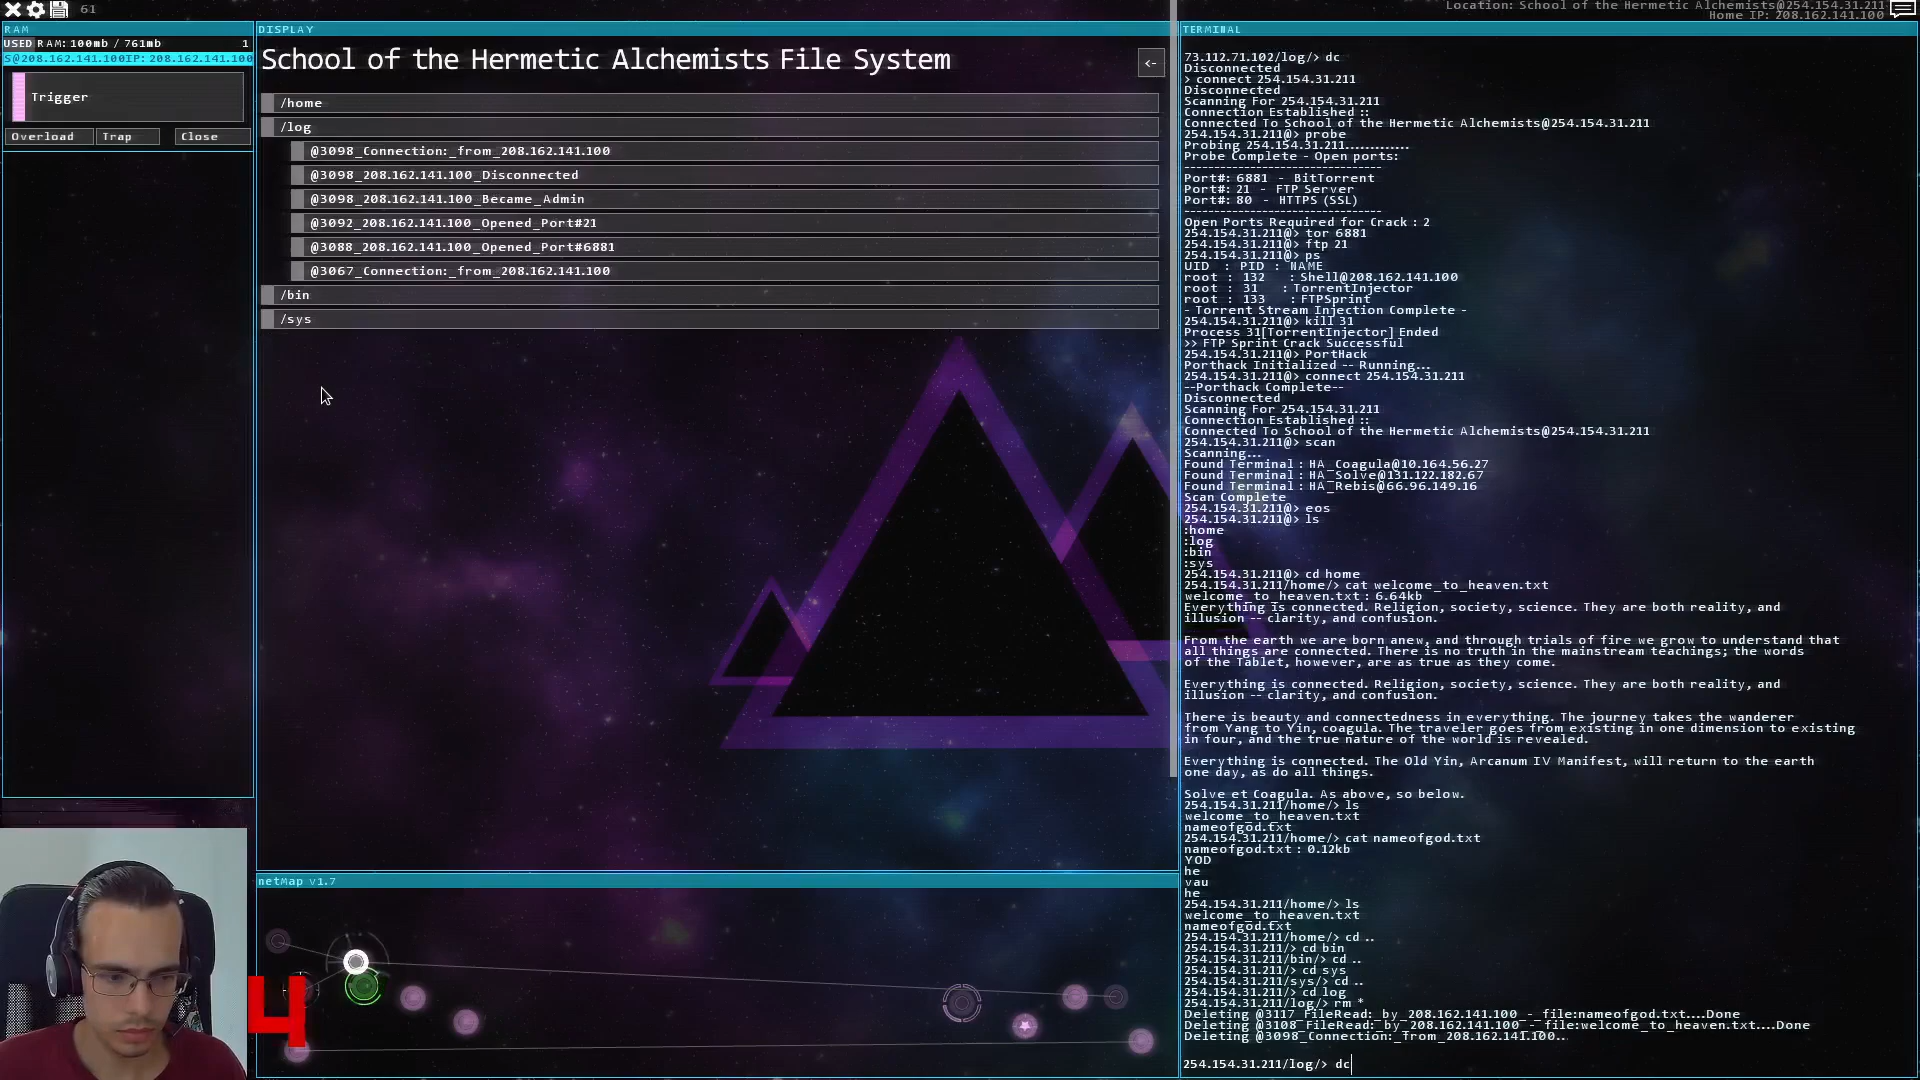 61
Location: School of the Hermetic Alchemists@254.154.31.211
Home IP: 208.162.141.100
RAM
USED RAM: 100mb / 761mb 1
S@208.162.141.100IP: 208.162.141.100
Trigger
Overload Trap Close
DISPLAY
School of the Hermetic Alchemists File System
<-
/home
/log
@3098_Connection:_from_208.162.141.100
@3098_208.162.141.100_Disconnected
@3098_208.162.141.100_Became_Admin
@3092_208.162.141.100_Opened_Port#21
@3088_208.162.141.100_Opened_Port#6881
@3067_Connection:_from_208.162.141.100
/bin
/sys
netMap v1.7
4
TERMINAL
73.112.71.102/log/> dc
Disconnected
> connect 254.154.31.211
Disconnected
Scanning For 254.154.31.211
Connection Established ::
Connected To School of the Hermetic Alchemists@254.154.31.211
254.154.31.211@> probe
Probing 254.154.31.211.............
Probe Complete - Open ports:
---------------------------------
Port#: 6881 - BitTorrent
Port#: 21 - FTP Server
Port#: 80 - HTTPS (SSL)
---------------------------------
Open Ports Required for Crack : 2
254.154.31.211@> tor 6881
254.154.31.211@> ftp 21
254.154.31.211@> ps
UID : PID : NAME
root : 132 : Shell@208.162.141.100
root : 31 : TorrentInjector
root : 133 : FTPSprint
- Torrent Stream Injection Complete -
254.154.31.211@> kill 31
Process 31[TorrentInjector] Ended
>> FTP Sprint Crack Successful
254.154.31.211@> PortHack
Porthack Initialized -- Running...
254.154.31.211@> connect 254.154.31.211
--Porthack Complete--
Disconnected
Scanning For 254.154.31.211
Connection Established ::
Connected To School of the Hermetic Alchemists@254.154.31.211
254.154.31.211@> scan
Scanning...
Found Terminal : HA_Coagula@10.164.56.27
Found Terminal : HA_Solve@131.122.182.67
Found Terminal : HA_Rebis@66.96.149.16
Scan Complete
254.154.31.211@> eos
254.154.31.211@> ls
:home
:log
:bin
:sys
254.154.31.211@> cd home
254.154.31.211/home/> cat welcome_to_heaven.txt
welcome_to_heaven.txt : 6.64kb
Everything is connected. Religion, society, science. They are both reality, and
illusion -- clarity, and confusion.
From the earth we are born anew, and through trials of fire we grow to understand that
all things are connected. There is no truth in the mainstream teachings; the words
of the Tablet, however, are as true as they come.
Everything is connected. Religion, society, science. They are both reality, and
illusion -- clarity, and confusion.
There is beauty and connectedness in everything. The journey takes the wanderer
from Yang to Yin, coagula. The traveler goes from existing in one dimension to existing
in four, and the true nature of the world is revealed.
Everything is connected. The Old Yin, Arcanum IV Manifest, will return to the earth
one day, as do all things.
Solve et Coagula. As above, so below.
254.154.31.211/home/> ls
welcome_to_heaven.txt
nameofgod.txt
254.154.31.211/home/> cat nameofgod.txt
nameofgod.txt : 0.12kb
YOD
he
vau
he
254.154.31.211/home/> ls
welcome_to_heaven.txt
nameofgod.txt
254.154.31.211/home/> cd ..
254.154.31.211/> cd bin
254.154.31.211/bin/> cd ..
254.154.31.211/> cd sys
254.154.31.211/sys/> cd ..
254.154.31.211/> cd log
254.154.31.211/log/> rm *
Deleting @3117_FileRead:_by_208.162.141.100_-_file:nameofgod.txt....Done
Deleting @3108_FileRead:_by_208.162.141.100_-_file:welcome_to_heaven.txt....Done
Deleting @3098_Connection:_from_208.162.141.100..
254.154.31.211/log/> dc